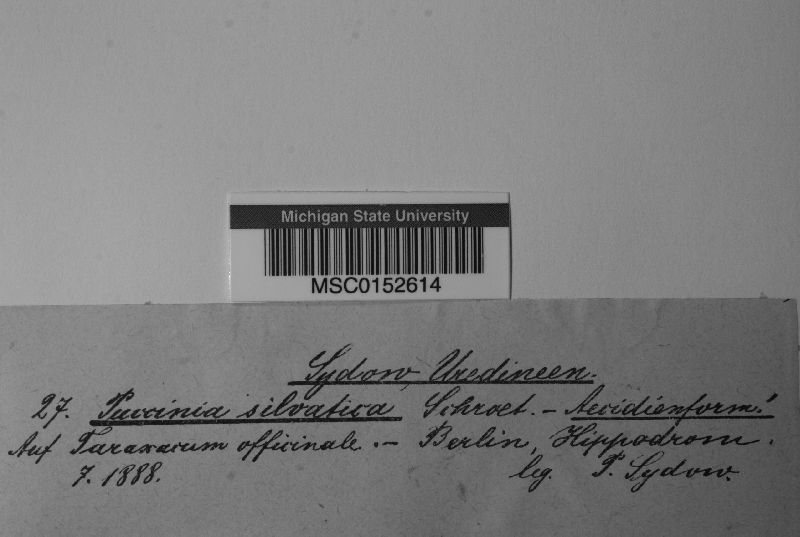 Michigan State University
MSC0152614
Sydow, Uredineen.
27. Puccinia silvatica Schroet. – Aecidienform!
Auf Taraxacum officinale. – Berlin, Hippodrom.
7. 1888.
leg. P. Sydow.